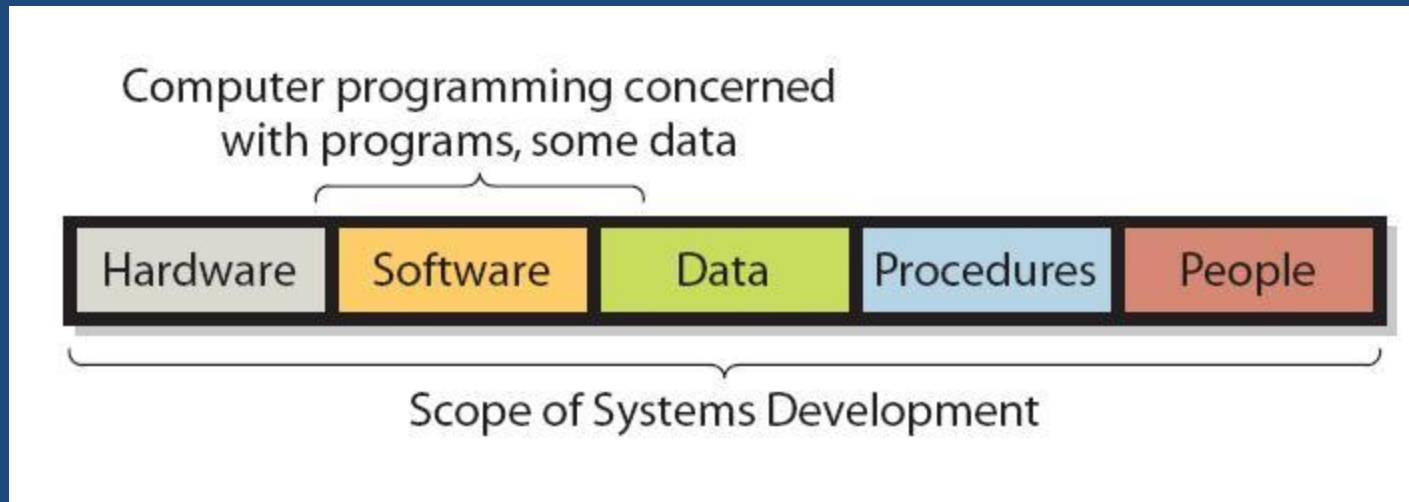 Computer programming concerned
with programs, some data
Hardware Software Data Procedures People
Scope of Systems Development